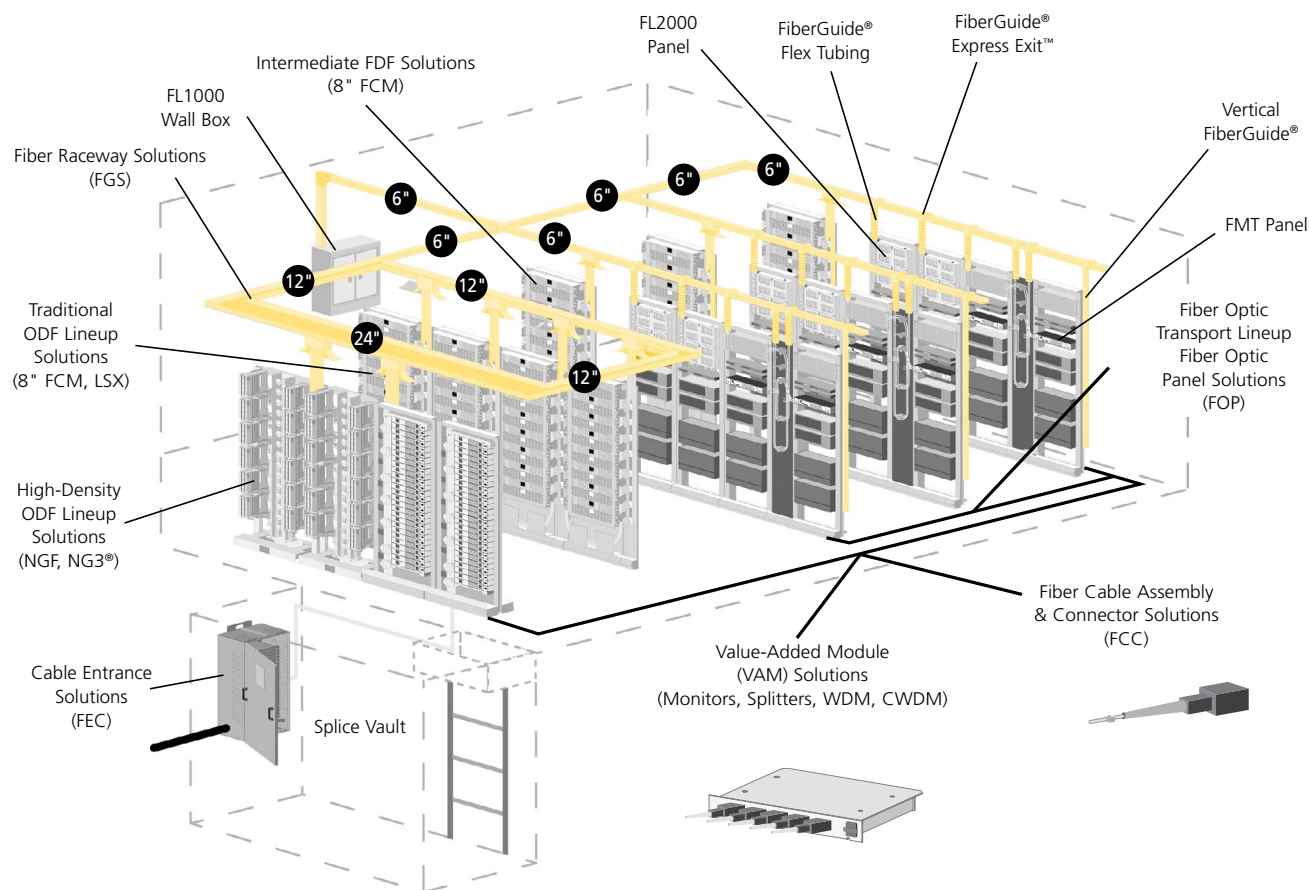 FL2000
Panel
FiberGuide®
Flex Tubing
FiberGuide®
Express Exit™
Intermediate FDF Solutions
(8" FCM)
FL1000
Wall Box
Vertical
FiberGuide®
Fiber Raceway Solutions
(FGS)
6"
6"
6"
6"
6"
6"
FMT Panel
12"
12"
24"
12"
Traditional
ODF Lineup
Solutions
(8" FCM, LSX)
Fiber Optic
Transport Lineup
Fiber Optic
Panel Solutions
(FOP)
High-Density
ODF Lineup
Solutions
(NGF, NG3®)
Fiber Cable Assembly
& Connector Solutions
(FCC)
Value-Added Module
(VAM) Solutions
(Monitors, Splitters, WDM, CWDM)
Cable Entrance
Solutions
(FEC)
Splice Vault